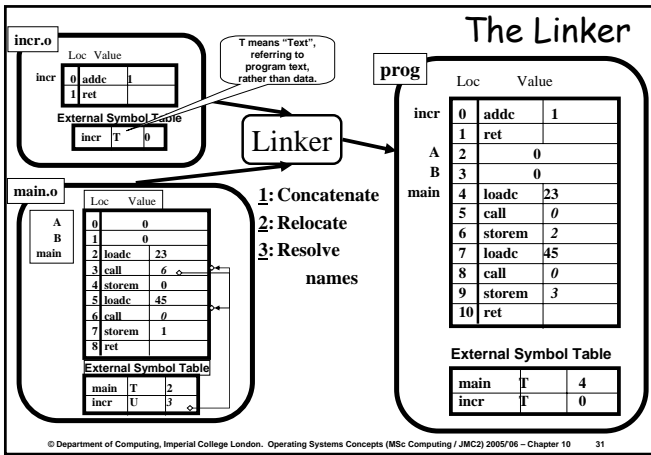 The Linker
incr.o
Loc Value
incr 0 addc 1
1 ret
External Symbol Table
incr T 0
T means “Text”,
referring to
program text,
rather than data.
main.o
Loc Value
A 0 0
B 1 0
main 2 loadc 23
3 call 6
4 storem 0
5 loadc 45
6 call 0
7 storem 1
8 ret
External Symbol Table
main T 2
incr U 3
Linker
1: Concatenate
2: Relocate
3: Resolve
names
prog
Loc Value
incr 0 addc 1
1 ret
A 2 0
B 3 0
main 4 loadc 23
5 call 0
6 storem 2
7 loadc 45
8 call 0
9 storem 3
10 ret
External Symbol Table
main T 4
incr T 0
© Department of Computing, Imperial College London. Operating Systems Concepts (MSc Computing / JMC2) 2005/'06 – Chapter 10 31